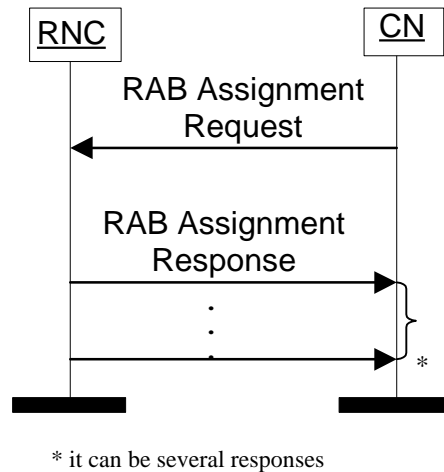 RNC
CN
RAB Assignment
Request
RAB Assignment
Response
*
* it can be several responses